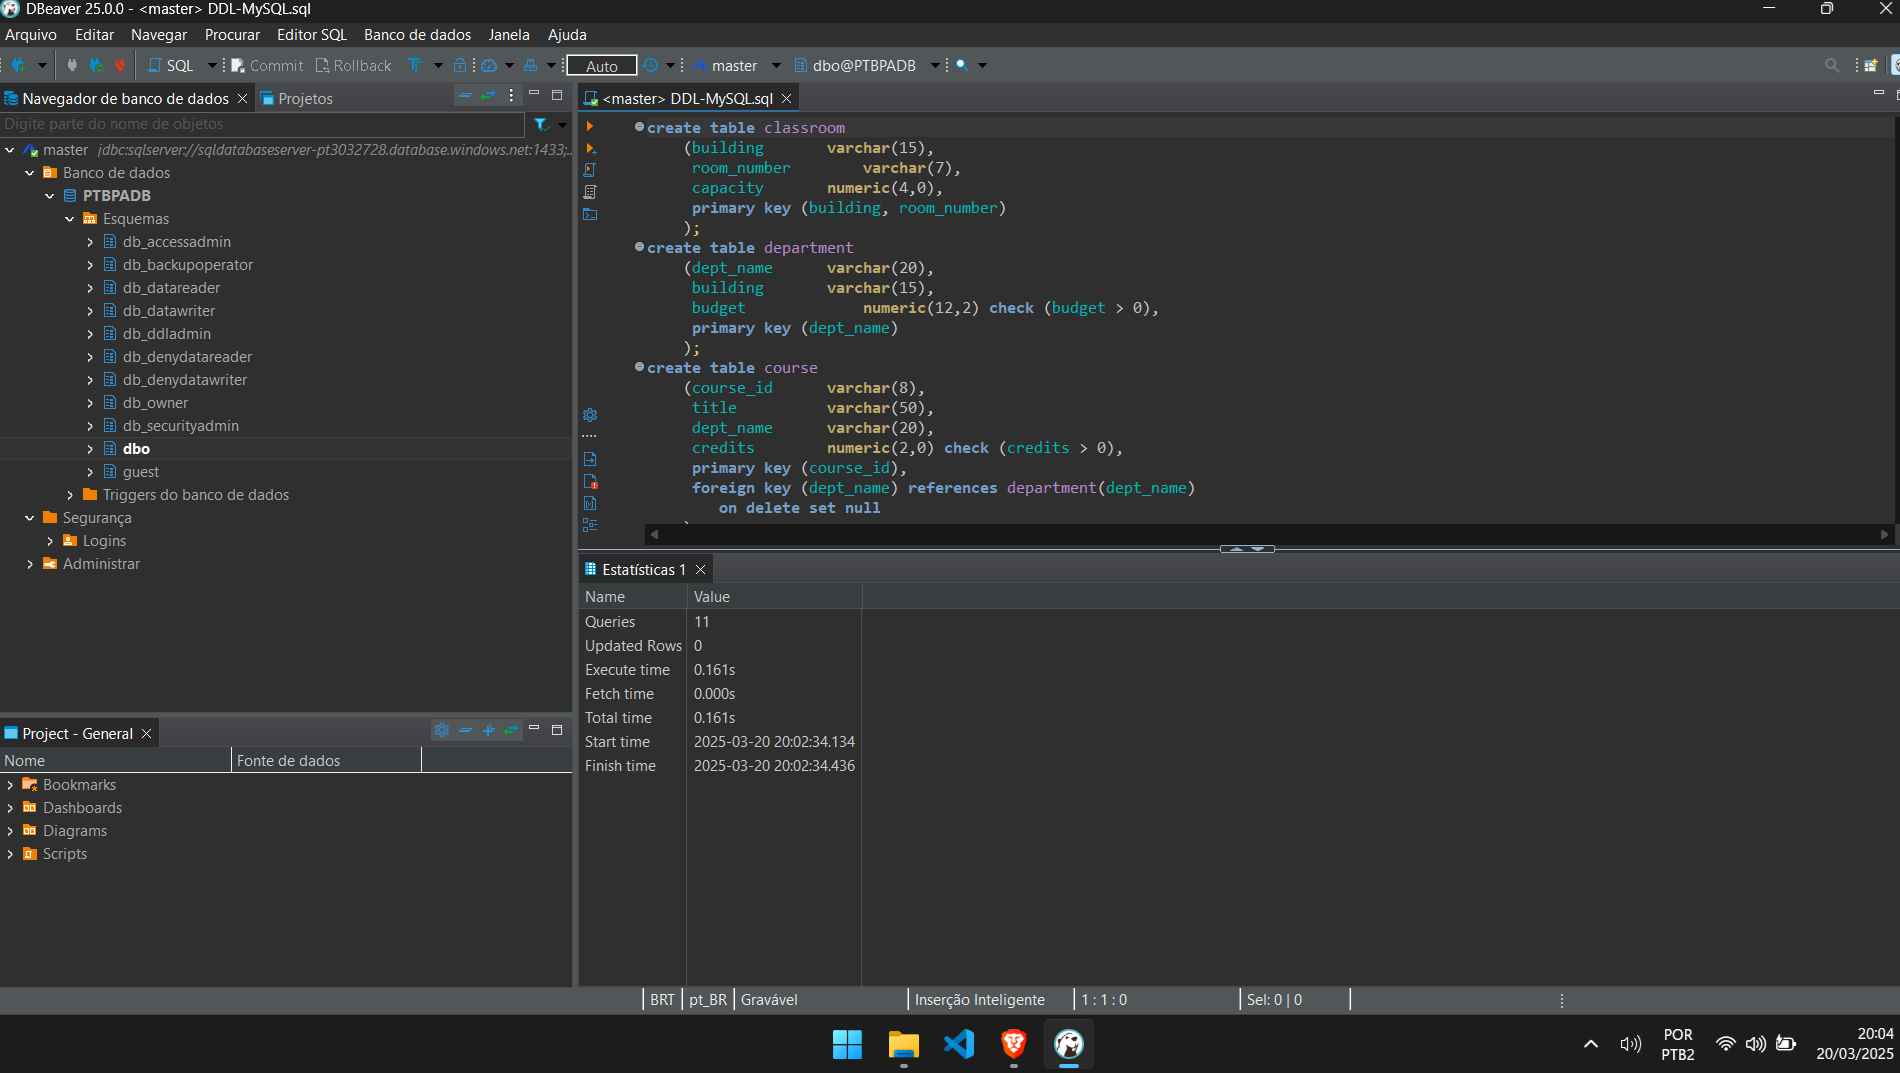 DBeaver 25.0.0 - <master> DDL-MySQL.sql
Arquivo Editar Navegar Procurar Editor SQL Banco de dados Janela Ajuda
SQL Commit Rollback Auto master dbo@PTBPADB
Navegador de banco de dados Projetos
Digite parte do nome de objetos
master jdbc:sqlserver://sqldatabaseserver-pt3032728.database.windows.net:1433;...
Banco de dados
PTBPADB
Esquemas
db_accessadmin
db_backupoperator
db_datareader
db_datawriter
db_ddladmin
db_denydatareader
db_denydatawriter
db_owner
db_securityadmin
dbo
guest
Triggers do banco de dados
Segurança
Logins
Administrar
Project - General
Nome Fonte de dados
Bookmarks
Dashboards
Diagrams
Scripts
<master> DDL-MySQL.sql
create table classroom
(building varchar(15),
room_number varchar(7),
capacity numeric(4,0),
primary key (building, room_number)
);
create table department
(dept_name varchar(20),
building varchar(15),
budget numeric(12,2) check (budget > 0),
primary key (dept_name)
);
create table course
(course_id varchar(8),
title varchar(50),
dept_name varchar(20),
credits numeric(2,0) check (credits > 0),
primary key (course_id),
foreign key (dept_name) references department(dept_name)
on delete set null
Estatísticas 1
Name Value
Queries 11
Updated Rows 0
Execute time 0.161s
Fetch time 0.000s
Total time 0.161s
Start time 2025-03-20 20:02:34.134
Finish time 2025-03-20 20:02:34.436
BRT pt_BR Gravável Inserção Inteligente 1 : 1 : 0 Sel: 0 | 0
POR
PTB2
20:04
20/03/2025